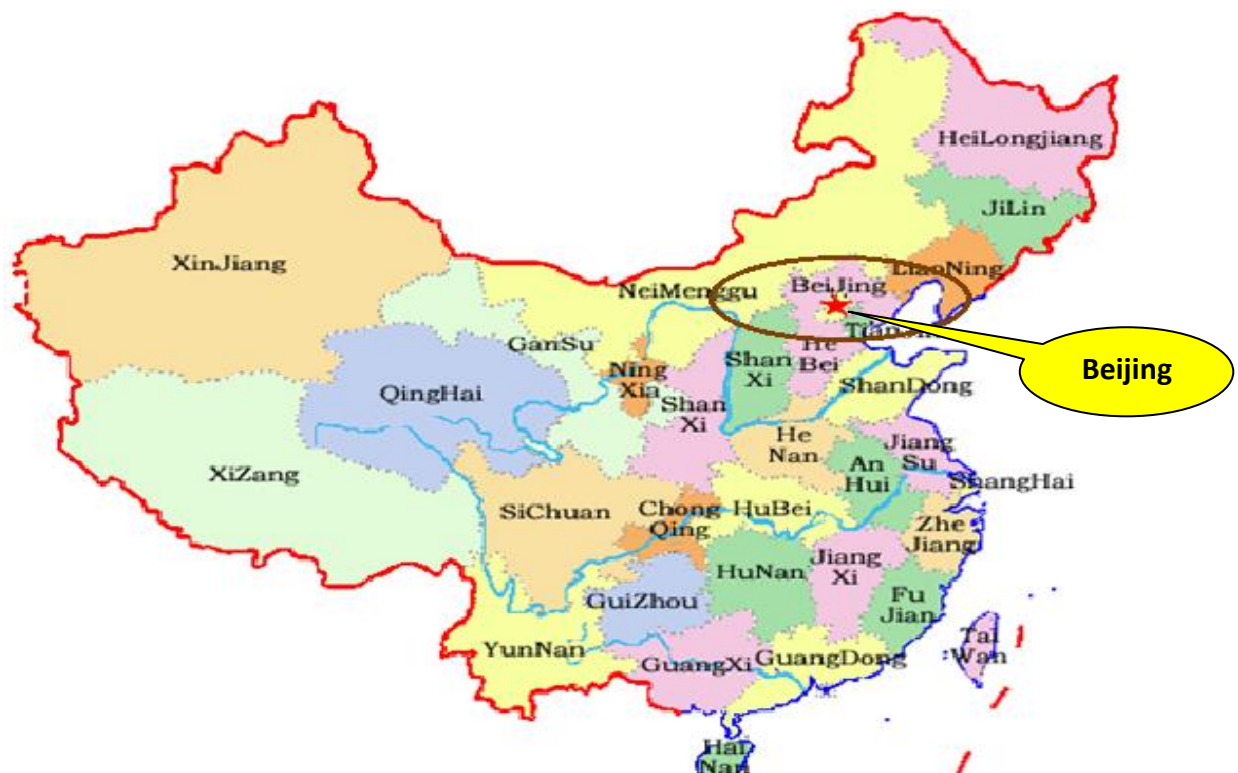 HeiLongjiang
JiLin
XinJiang
LiaoNing
BeiJing
NeiMenggu
TianJin
GanSu
He
Bei
Shan
Xi
Ning
Xia
QingHai
ShanDong
Shan
Xi
Beijing
He
Nan
Jiang
Su
An
Hui
XiZang
ShangHai
SiChuan
Chong
Qing
HuBei
Zhe
Jiang
Jiang
Xi
HuNan
Fu
Jian
GuiZhou
YunNan
GuangXi
GuangDong
Tai
Wan
Hai
Nan